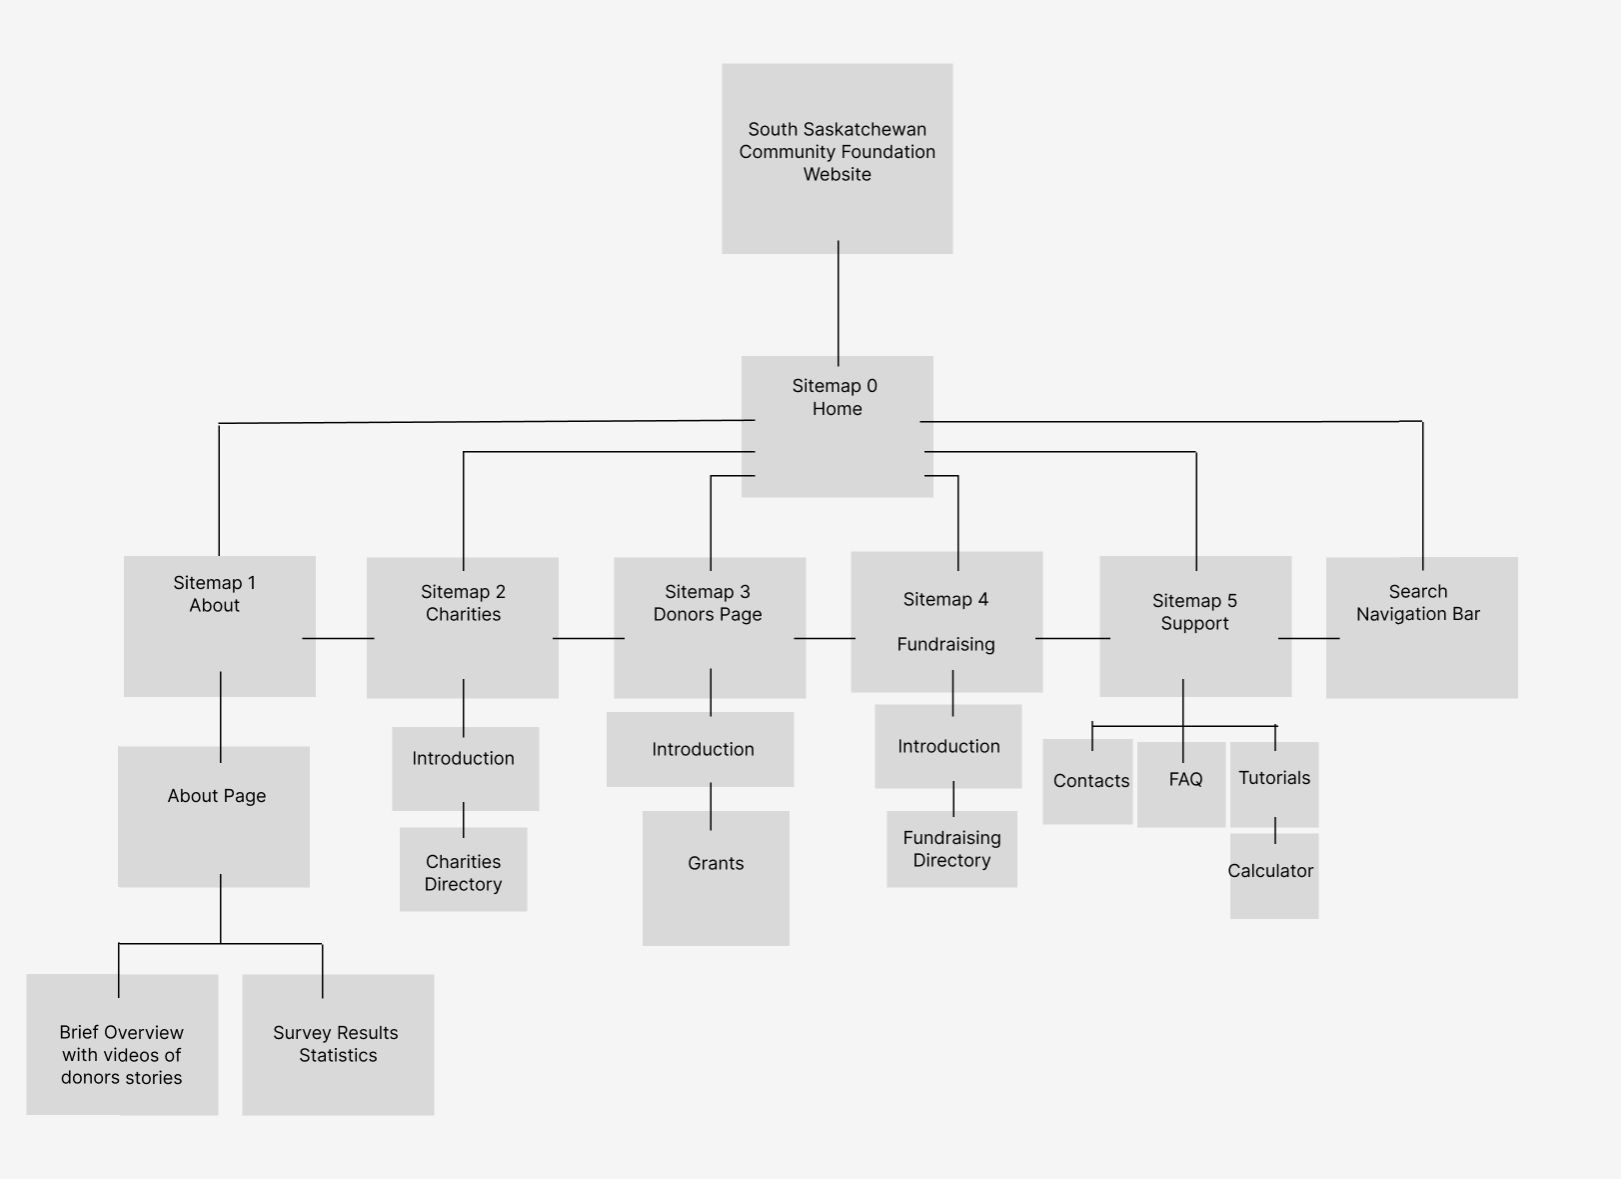 South Saskatchewan
Community Foundation
Website
Sitemap 0
Home
Sitemap 1
About
Sitemap 2
Charities
Sitemap 3
Donors Page
Sitemap 4
Fundraising
Sitemap 5
Support
Search
Navigation Bar
About Page
Introduction
Introduction
Introduction
Contacts
FAQ
Tutorials
Charities
Directory
Grants
Fundraising
Directory
Calculator
Brief Overview
with videos of
donors stories
Survey Results
Statistics